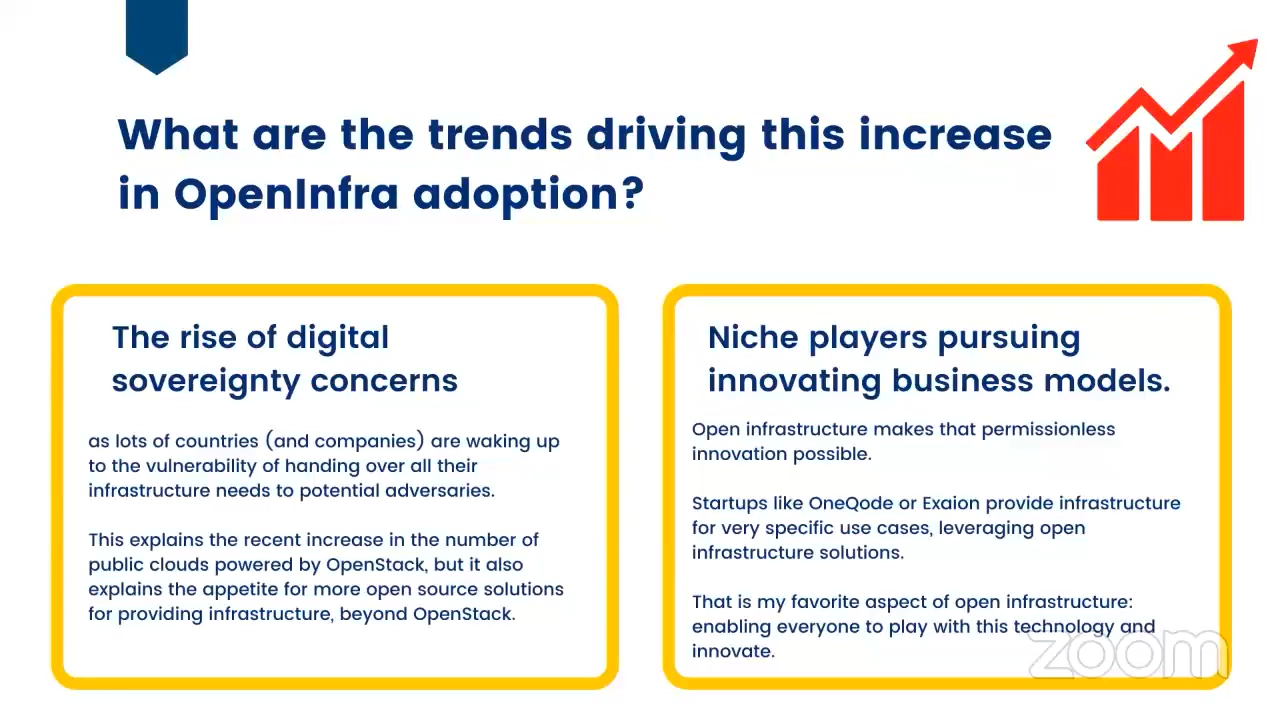 What are the trends driving this increase
in OpenInfra adoption?
The rise of digital
sovereignty concerns
as lots of countries (and companies) are waking up
to the vulnerability of handing over all their
infrastructure needs to potential adversaries.
This explains the recent increase in the number of
public clouds powered by OpenStack, but it also
explains the appetite for more open source solutions
for providing infrastructure, beyond OpenStack.
Niche players pursuing
innovating business models.
Open infrastructure makes that permissionless
innovation possible.
Startups like OneQode or Exaion provide infrastructure
for very specific use cases, leveraging open
infrastructure solutions.
That is my favorite aspect of open infrastructure:
enabling everyone to play with this technology and
innovate.
zoom